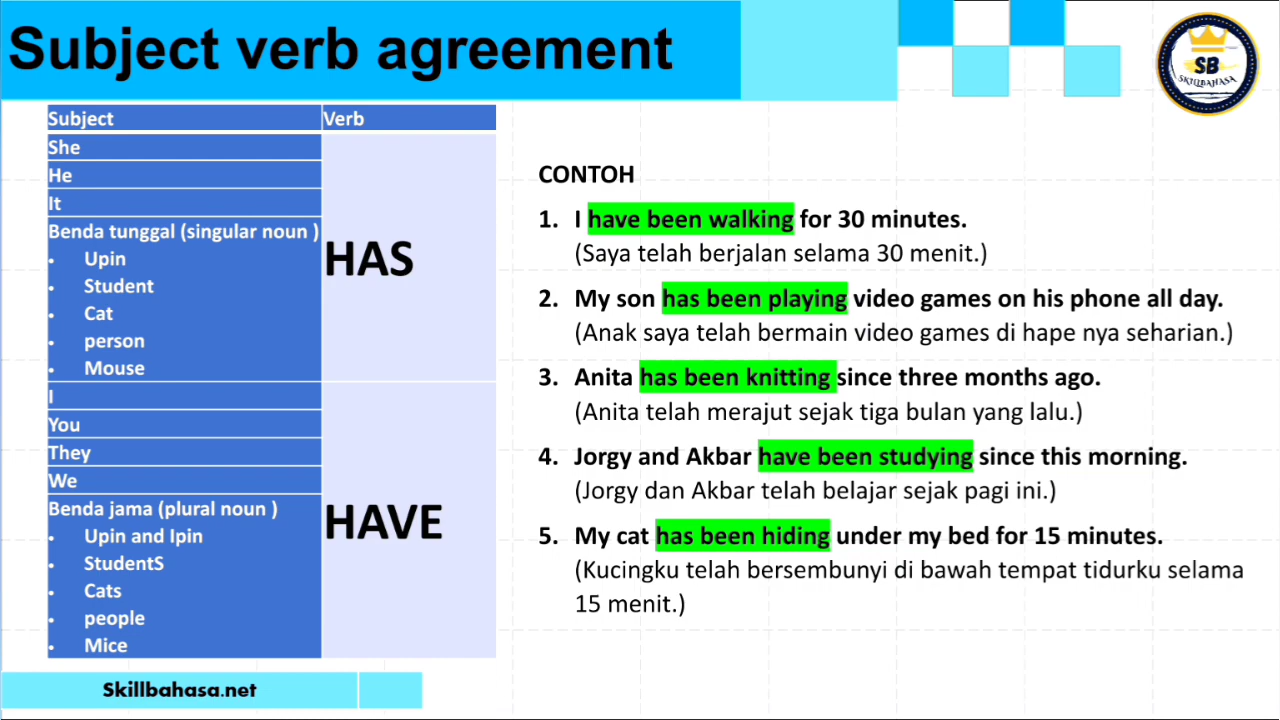 Subject verb agreement
SB
SKILLBAHASA
Subject Verb
She
He
It
Benda tunggal (singular noun )
• Upin
• Student
• Cat
• person
• Mouse
HAS
I
You
They
We
Benda jama (plural noun )
• Upin and Ipin
• StudentS
• Cats
• people
• Mice
HAVE
CONTOH
1. I have been walking for 30 minutes.
(Saya telah berjalan selama 30 menit.)
2. My son has been playing video games on his phone all day.
(Anak saya telah bermain video games di hape nya seharian.)
3. Anita has been knitting since three months ago.
(Anita telah merajut sejak tiga bulan yang lalu.)
4. Jorgy and Akbar have been studying since this morning.
(Jorgy dan Akbar telah belajar sejak pagi ini.)
5. My cat has been hiding under my bed for 15 minutes.
(Kucingku telah bersembunyi di bawah tempat tidurku selama
15 menit.)
Skillbahasa.net